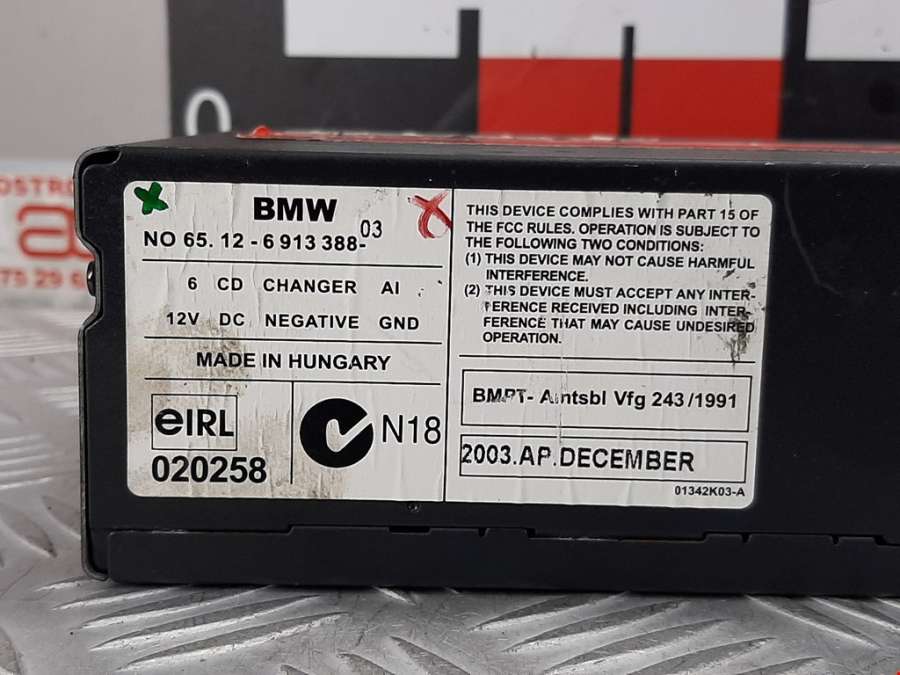 BMW
NO 65. 12 - 6 913 388- 03
6 CD CHANGER AI
12V DC NEGATIVE GND
MADE IN HUNGARY
eIRL
020258
N18
THIS DEVICE COMPLIES WITH PART 15 OF
THE FCC RULES. OPERATION IS SUBJECT TO
THE FOLLOWING TWO CONDITIONS:
(1) THIS DEVICE MAY NOT CAUSE HARMFUL
INTERFERENCE.
(2) THIS DEVICE MUST ACCEPT ANY INTER-
FERENCE RECEIVED INCLUDING INTER-
FERENCE THAT MAY CAUSE UNDESIRED
OPERATION.
BMPT- Amtsbl Vfg 243/1991
2003.AP.DECEMBER
01342K03-A